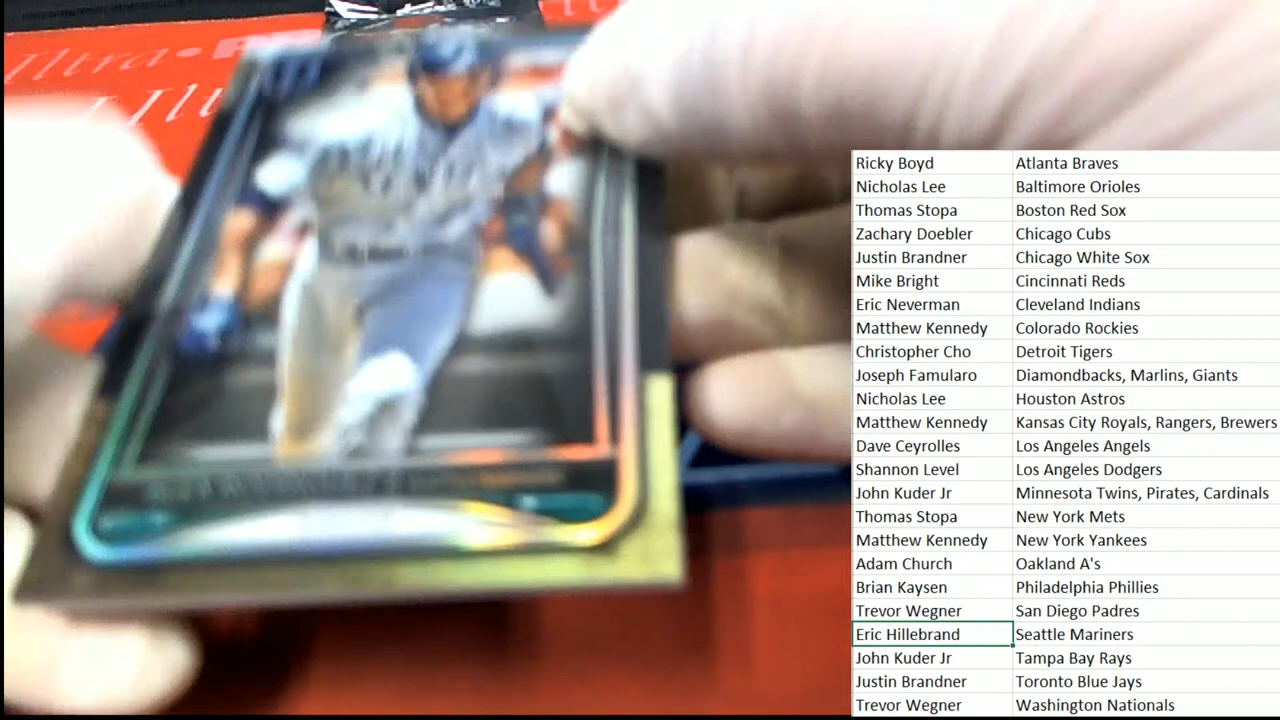 Ultra
Ricky Boyd Atlanta Braves
Nicholas Lee Baltimore Orioles
Thomas Stopa Boston Red Sox
Zachary Doebler Chicago Cubs
Justin Brandner Chicago White Sox
Mike Bright Cincinnati Reds
Eric Neverman Cleveland Indians
Matthew Kennedy Colorado Rockies
Christopher Cho Detroit Tigers
Joseph Famularo Diamondbacks, Marlins, Giants
Nicholas Lee Houston Astros
Matthew Kennedy Kansas City Royals, Rangers, Brewers
Dave Ceyrolles Los Angeles Angels
Shannon Level Los Angeles Dodgers
John Kuder Jr Minnesota Twins, Pirates, Cardinals
Thomas Stopa New York Mets
Matthew Kennedy New York Yankees
Adam Church Oakland A's
Brian Kaysen Philadelphia Phillies
Trevor Wegner San Diego Padres
Eric Hillebrand Seattle Mariners
John Kuder Jr Tampa Bay Rays
Justin Brandner Toronto Blue Jays
Trevor Wegner Washington Nationals